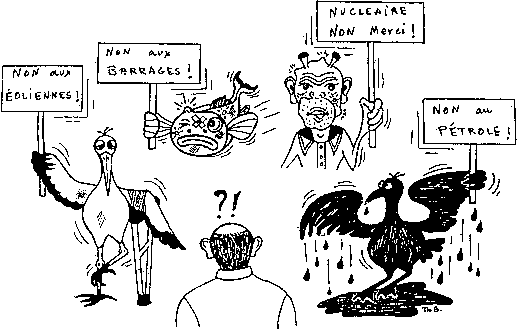 NON aux
ÉOLIENNES !
NON aux
BARRAGES !
NUCLEAIRE
NON Merci !
NON au
PÉTROLE !
?!
Th B.